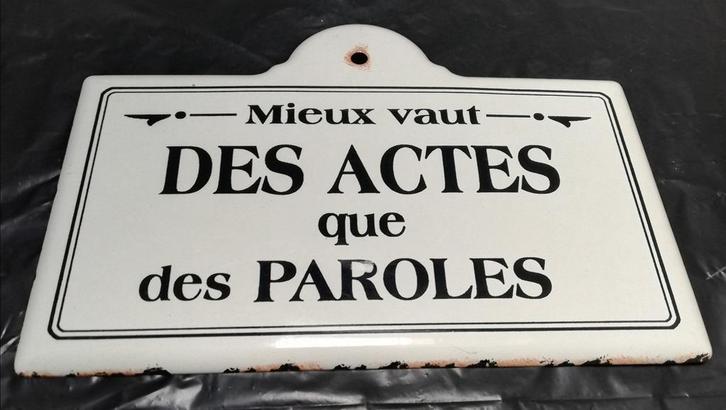 Mieux vaut
DES ACTES
que
des PAROLES